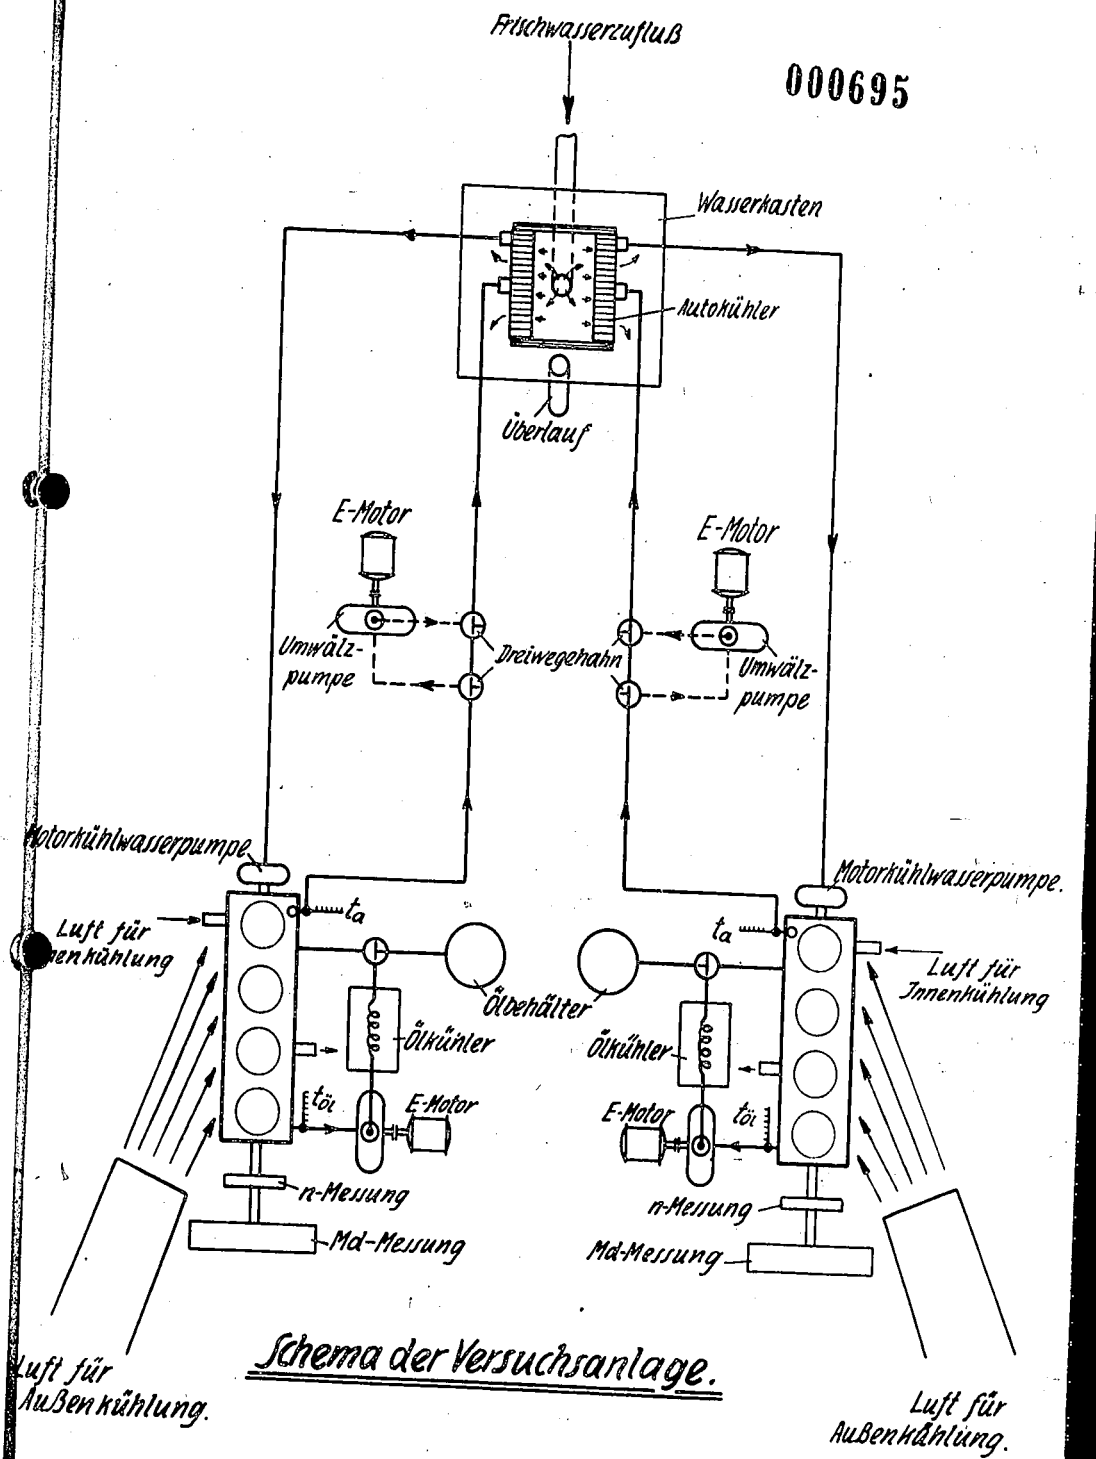 Frischwasserzufluß
000695
Wasserkasten
Autokühler
Überlauf
E-Motor
E-Motor
Umwälz-
pumpe
Dreiwegehahn
Umwälz-
pumpe
Motorkühlwasserpumpe
Motorkühlwasserpumpe.
ta
ta
Luft für
Luft für
Innenkühlung
Ölbehälter
Ölkühler
Ölkühler
töl
E-Motor
E-Motor
töl
n-Messung
n-Messung
Md-Messung
Md-Messung
Schema der Versuchsanlage.
Luft für
Außenkühlung.
Luft für
Außenkühlung.